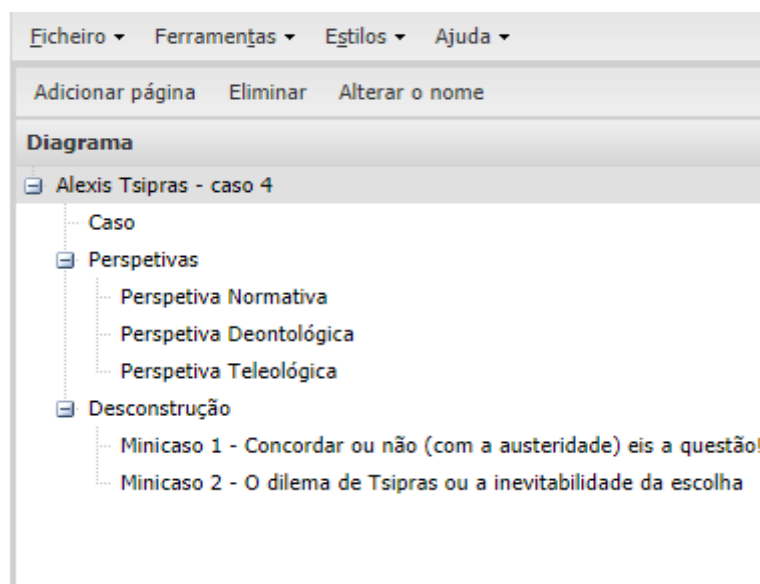 Ficheiro Ferramentas Estilos Ajuda
Adicionar página Eliminar Alterar o nome
Diagrama
Alexis Tsipras - caso 4
Caso
Perspetivas
Perspetiva Normativa
Perspetiva Deontológica
Perspetiva Teleológica
Desconstrução
Minicaso 1 - Concordar ou não (com a austeridade) eis a questão!
Minicaso 2 - O dilema de Tsipras ou a inevitabilidade da escolha